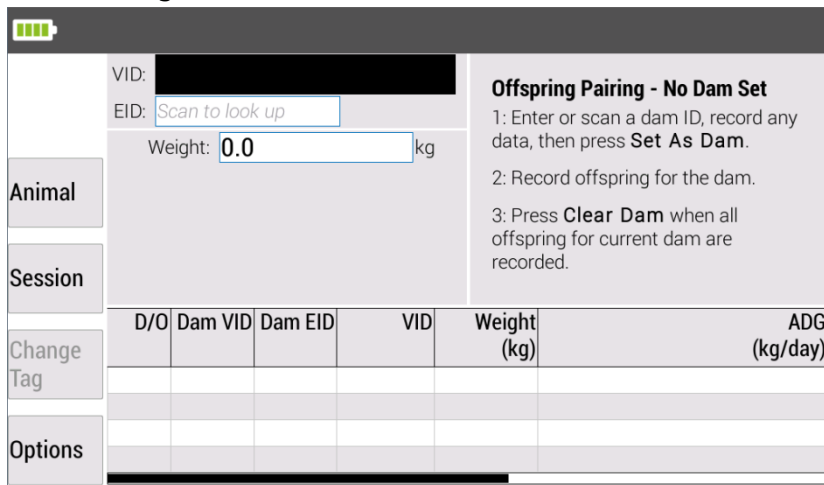 VID:
EID: Scan to look up
Weight: 0.0 kg
Offspring Pairing - No Dam Set
1: Enter or scan a dam ID, record any
data, then press Set As Dam.
2: Record offspring for the dam.
3: Press Clear Dam when all
offspring for current dam are
recorded.
Animal
Session
Change
Tag
Options
D/O Dam VID Dam EID VID Weight ADG
(kg) (kg/day)